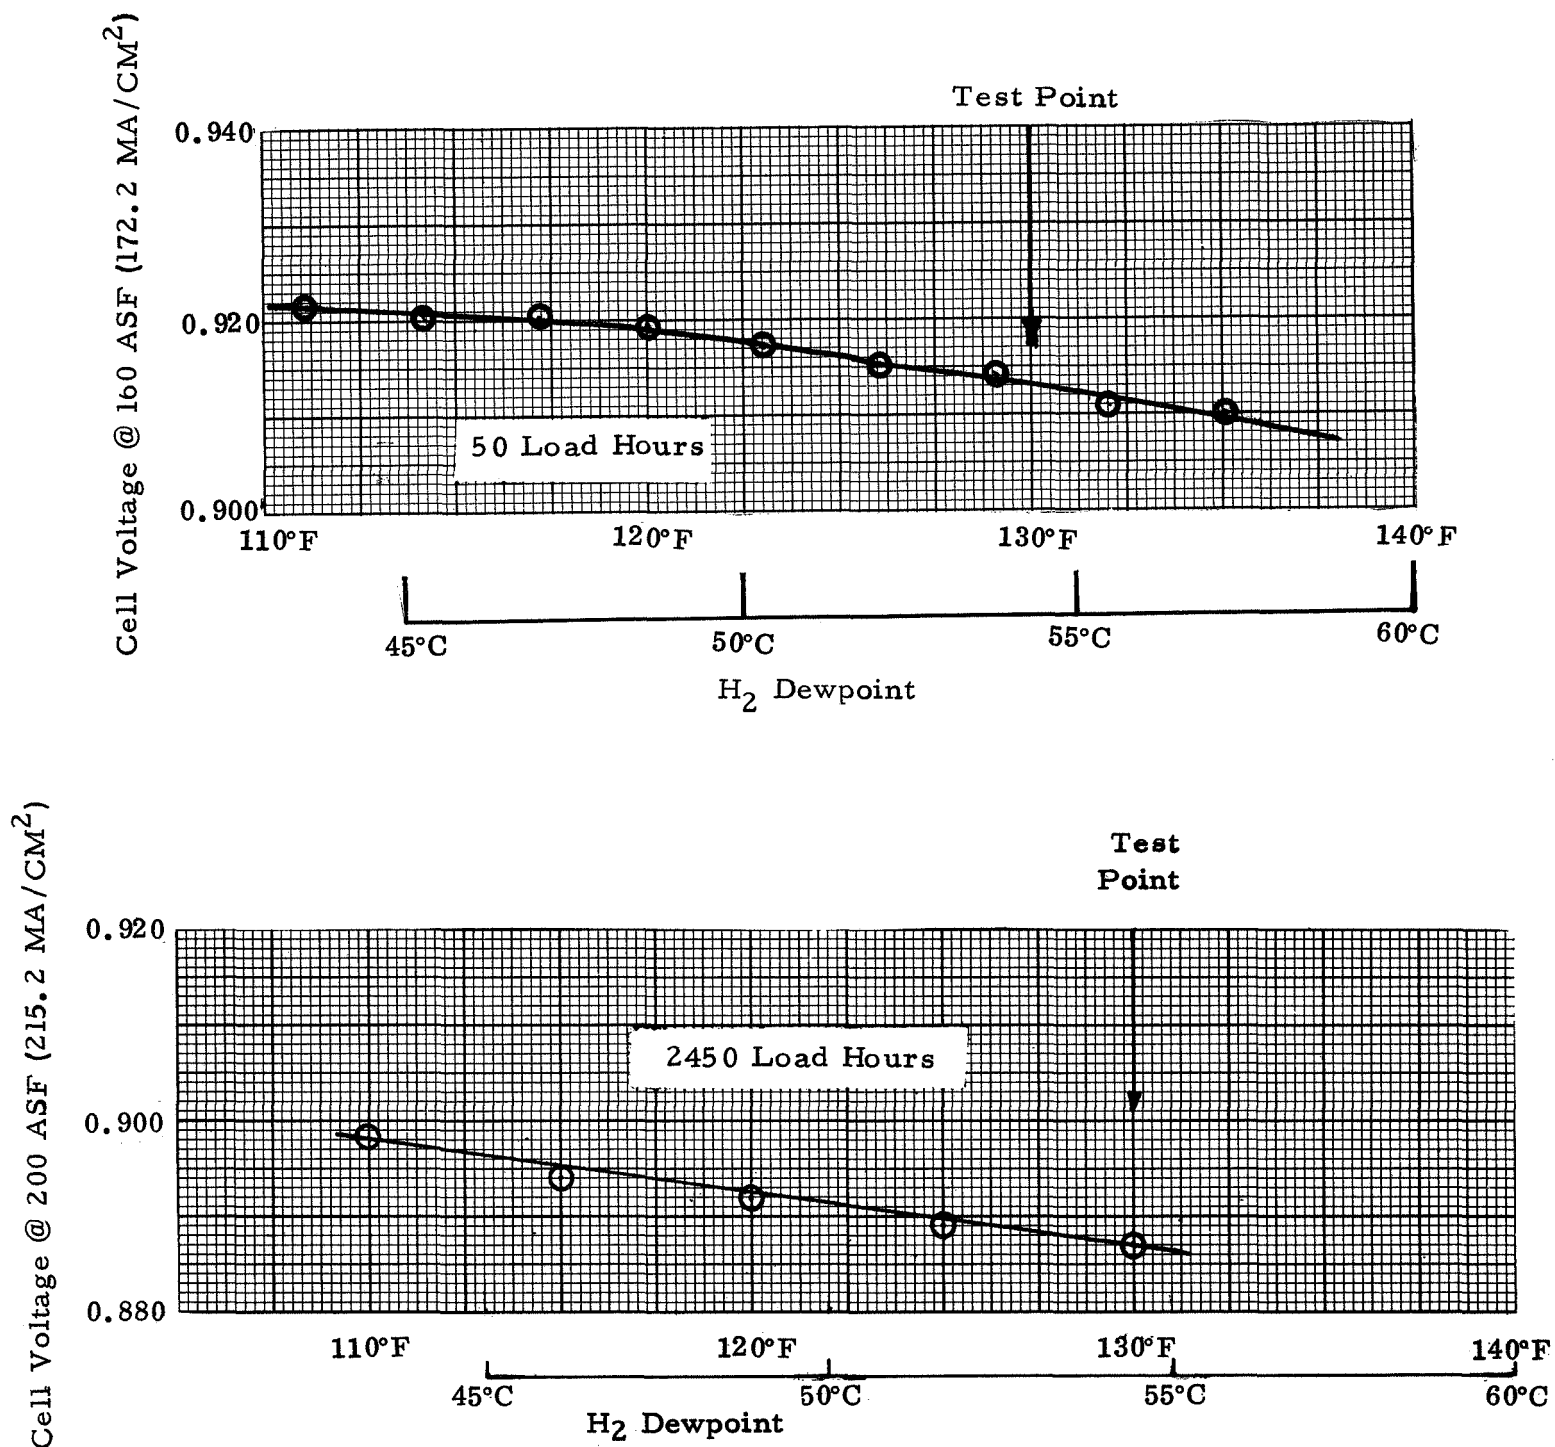 Cell Voltage @ 160 ASF (172.2 MA/CM2)
Test Point
0.940
0.920
50 Load Hours
0.900
110°F 120°F 130°F 140°F
45°C 50°C 55°C 60°C
H2 Dewpoint
Cell Voltage @ 200 ASF (215.2 MA/CM2)
Test
Point
0.920
2450 Load Hours
0.900
0.880
110°F 120°F 130°F 140°F
45°C 50°C 55°C 60°C
H2 Dewpoint